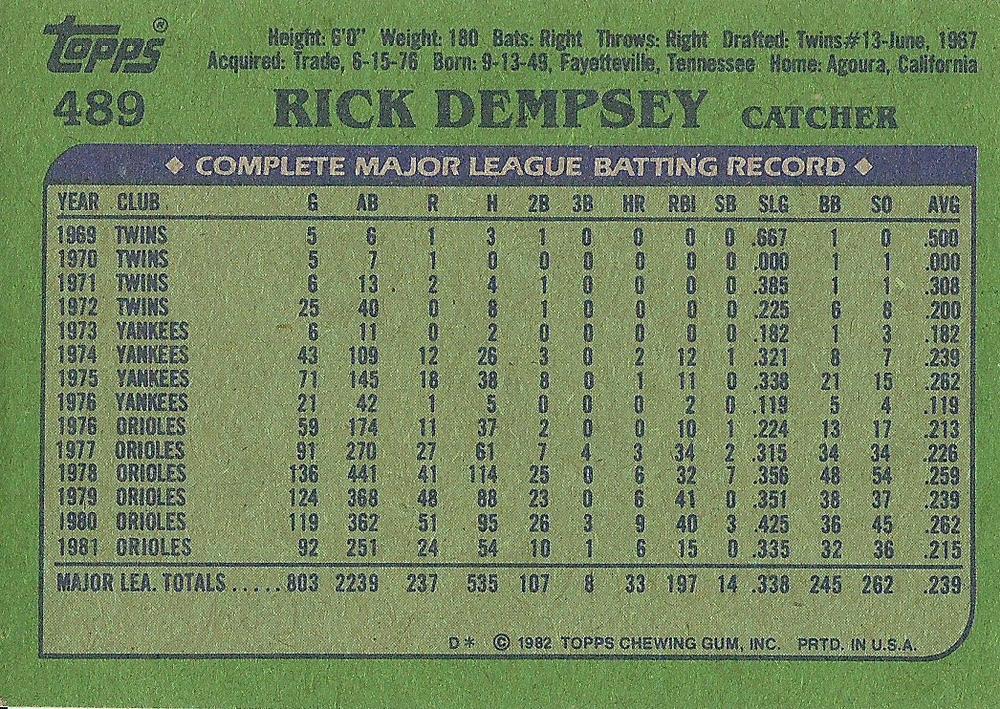 Topps®
Height: 6'0" Weight: 180 Bats: Right Throws: Right Drafted: Twins#13-June, 1967
Acquired: Trade, 6-15-76 Born: 9-13-49, Fayetteville, Tennessee Home: Agoura, California
489 RICK DEMPSEY CATCHER
◆ COMPLETE MAJOR LEAGUE BATTING RECORD ◆
YEAR CLUB G AB R H 2B 3B HR RBI SB SLG BB SO AVG
1969 TWINS 5 6 1 3 1 0 0 0 0 .667 1 0 .500
1970 TWINS 5 7 1 0 0 0 0 0 0 .000 1 1 .000
1971 TWINS 6 13 2 4 1 0 0 0 0 .385 1 1 .308
1972 TWINS 25 40 0 8 1 0 0 0 0 .225 6 8 .200
1973 YANKEES 6 11 0 2 0 0 0 0 0 .182 1 3 .182
1974 YANKEES 43 109 12 26 3 0 2 12 1 .321 8 7 .239
1975 YANKEES 71 145 18 38 8 0 1 11 0 .338 21 15 .262
1976 YANKEES 21 42 1 5 0 0 0 2 0 .119 5 4 .119
1976 ORIOLES 59 174 11 37 2 0 0 10 1 .224 13 17 .213
1977 ORIOLES 91 270 27 61 7 4 3 34 2 .315 34 34 .226
1978 ORIOLES 136 441 41 114 25 0 6 32 7 .356 48 54 .259
1979 ORIOLES 124 368 48 88 23 0 6 41 0 .351 38 37 .239
1980 ORIOLES 119 362 51 95 26 3 9 40 3 .425 36 45 .262
1981 ORIOLES 92 251 24 54 10 1 6 15 0 .335 32 36 .215
MAJOR LEA. TOTALS.....803 2239 237 535 107 8 33 197 14 .338 245 262 .239
D* © 1982 TOPPS CHEWING GUM, INC. PRTD. IN U.S.A.